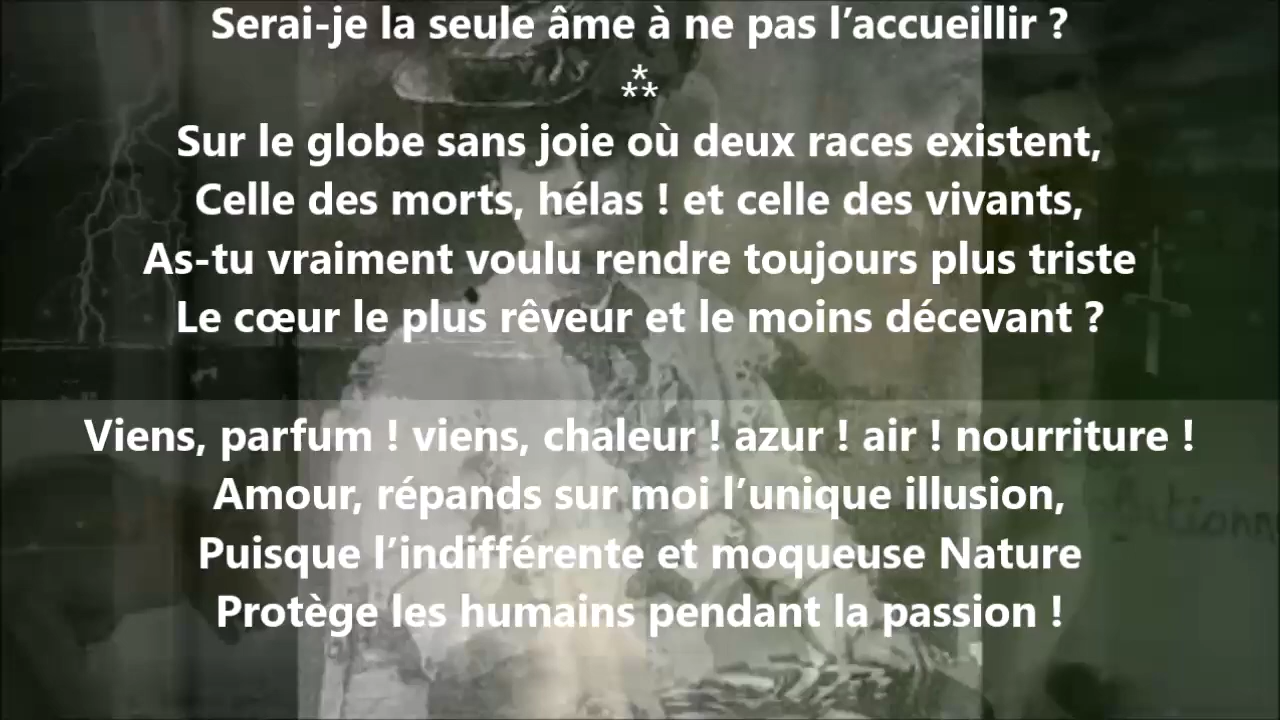 Serai-je la seule âme à ne pas l’accueillir ?
⁂
Sur le globe sans joie où deux races existent,
Celle des morts, hélas ! et celle des vivants,
As-tu vraiment voulu rendre toujours plus triste
Le cœur le plus rêveur et le moins décevant ?
Viens, parfum ! viens, chaleur ! azur ! air ! nourriture !
Amour, répands sur moi l’unique illusion,
Puisque l’indifférente et moqueuse Nature
Protège les humains pendant la passion !